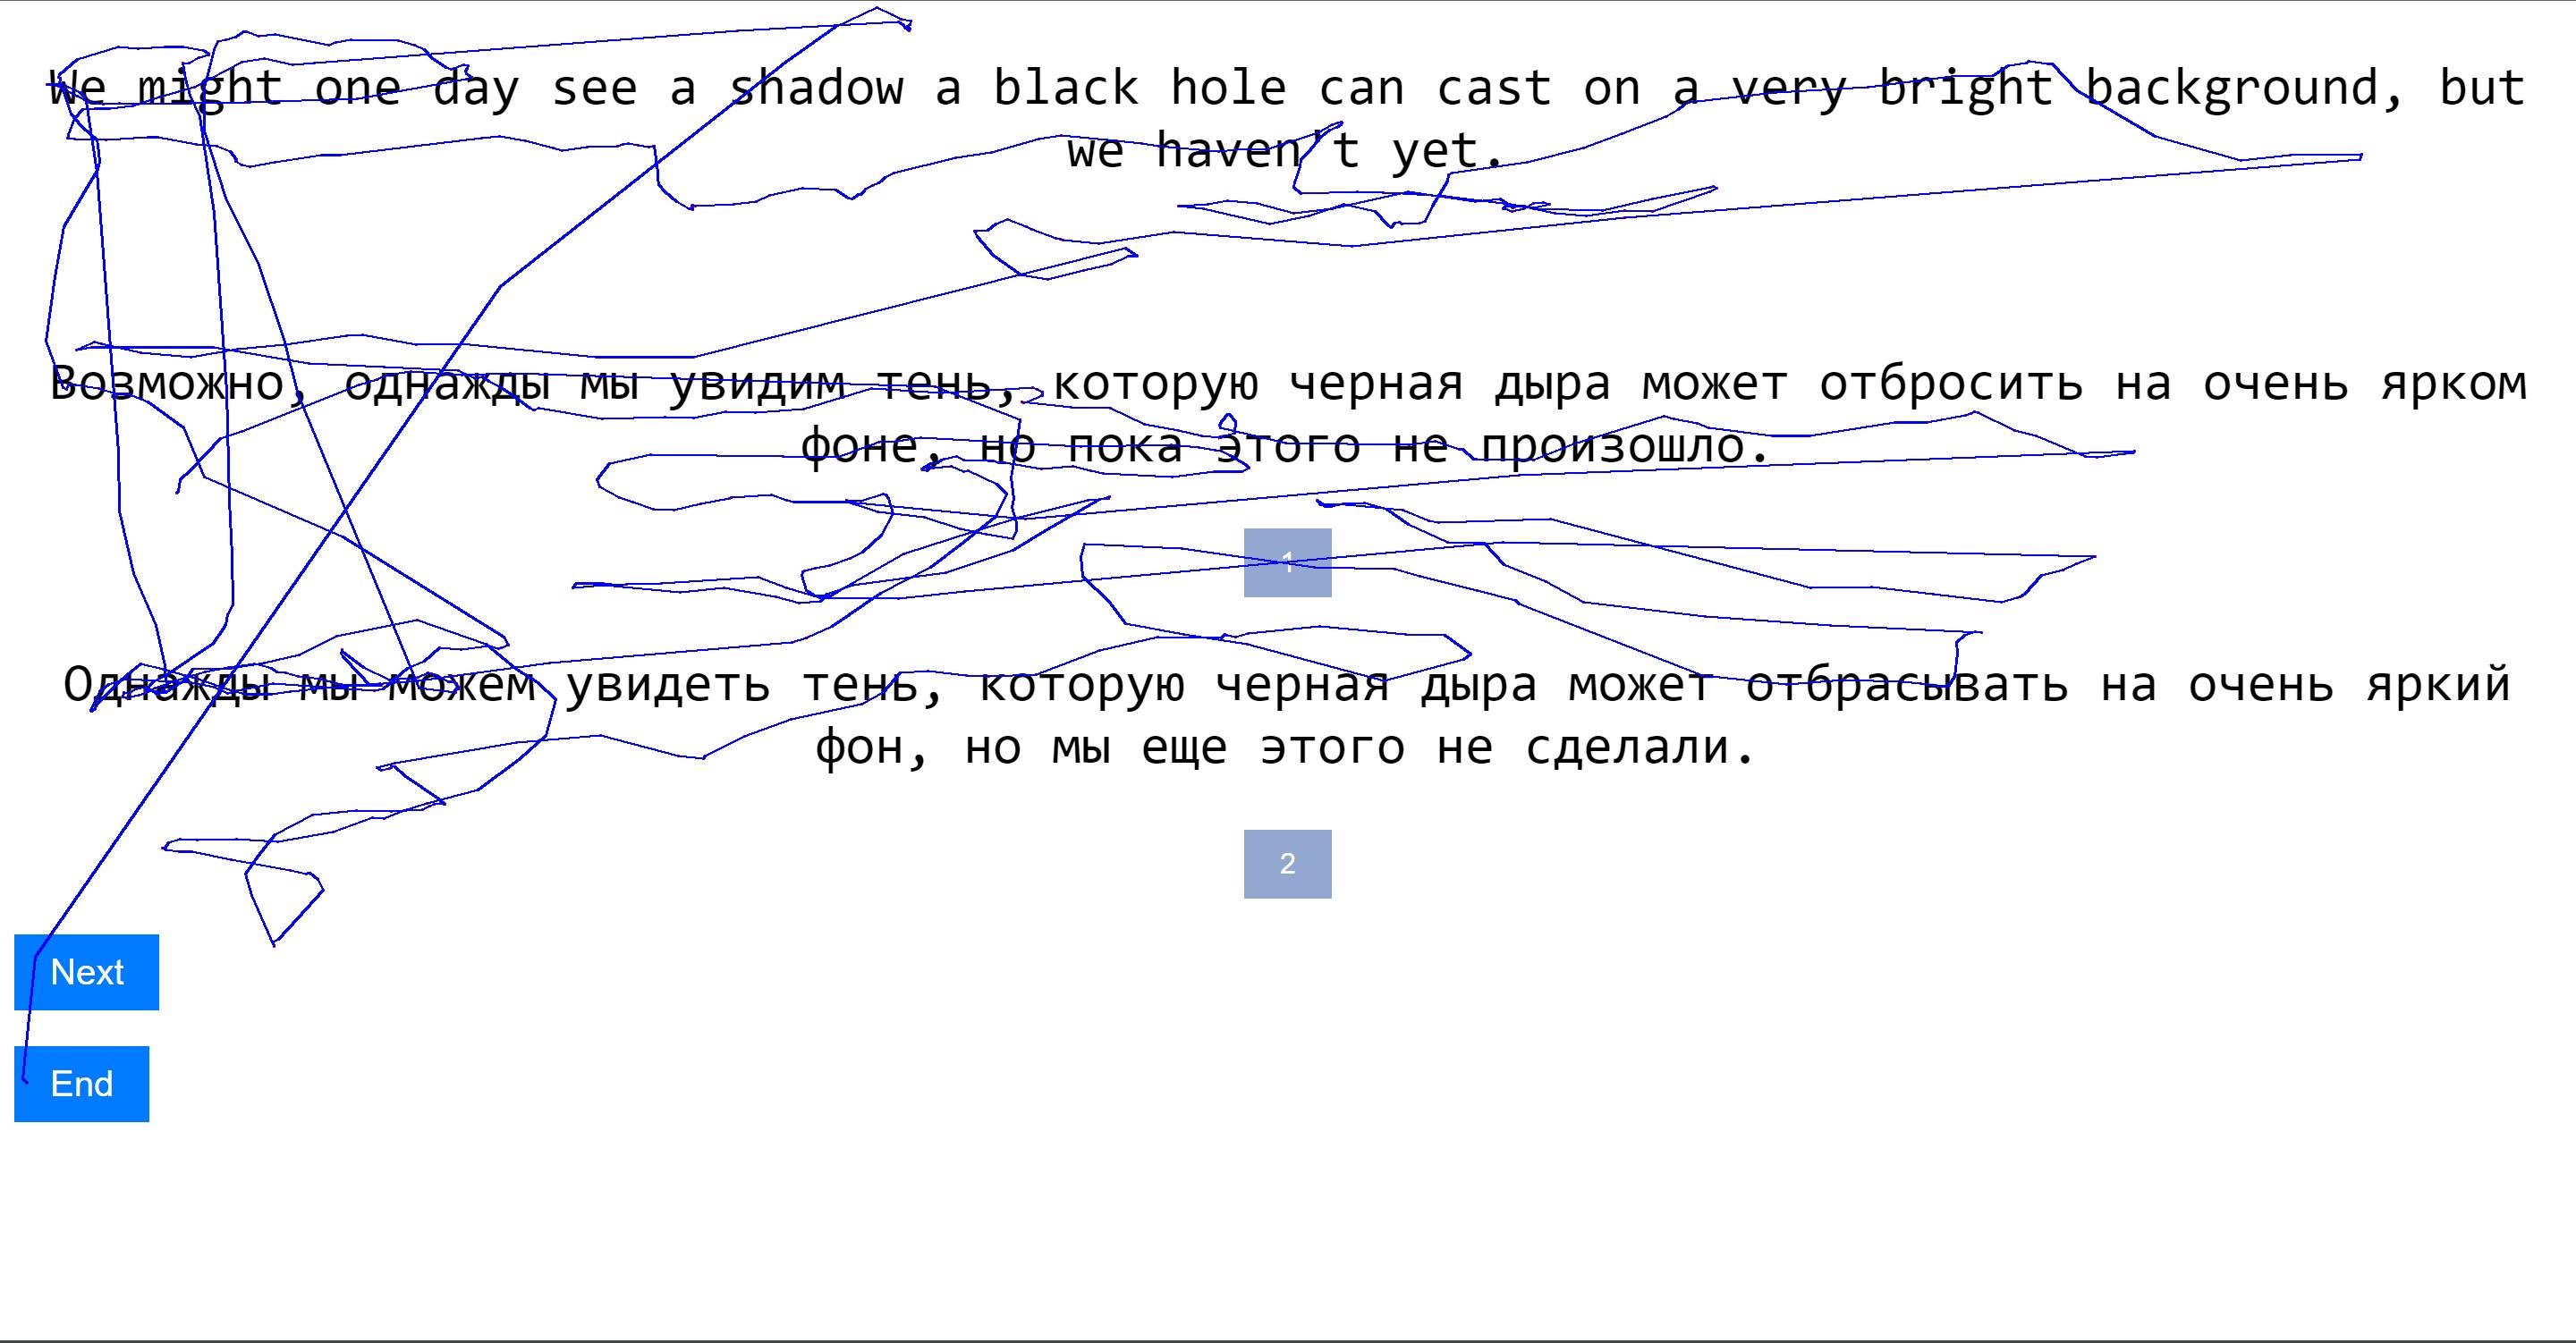 We might one day see a shadow a black hole can cast on a very bright background, but
we haven't yet.
Возможно, однажды мы увидим тень, которую черная дыра может отбросить на очень ярком
фоне, но пока этого не произошло.
1
Однажды мы можем увидеть тень, которую черная дыра может отбрасывать на очень яркий
фон, но мы еще этого не сделали.
2
Next
End